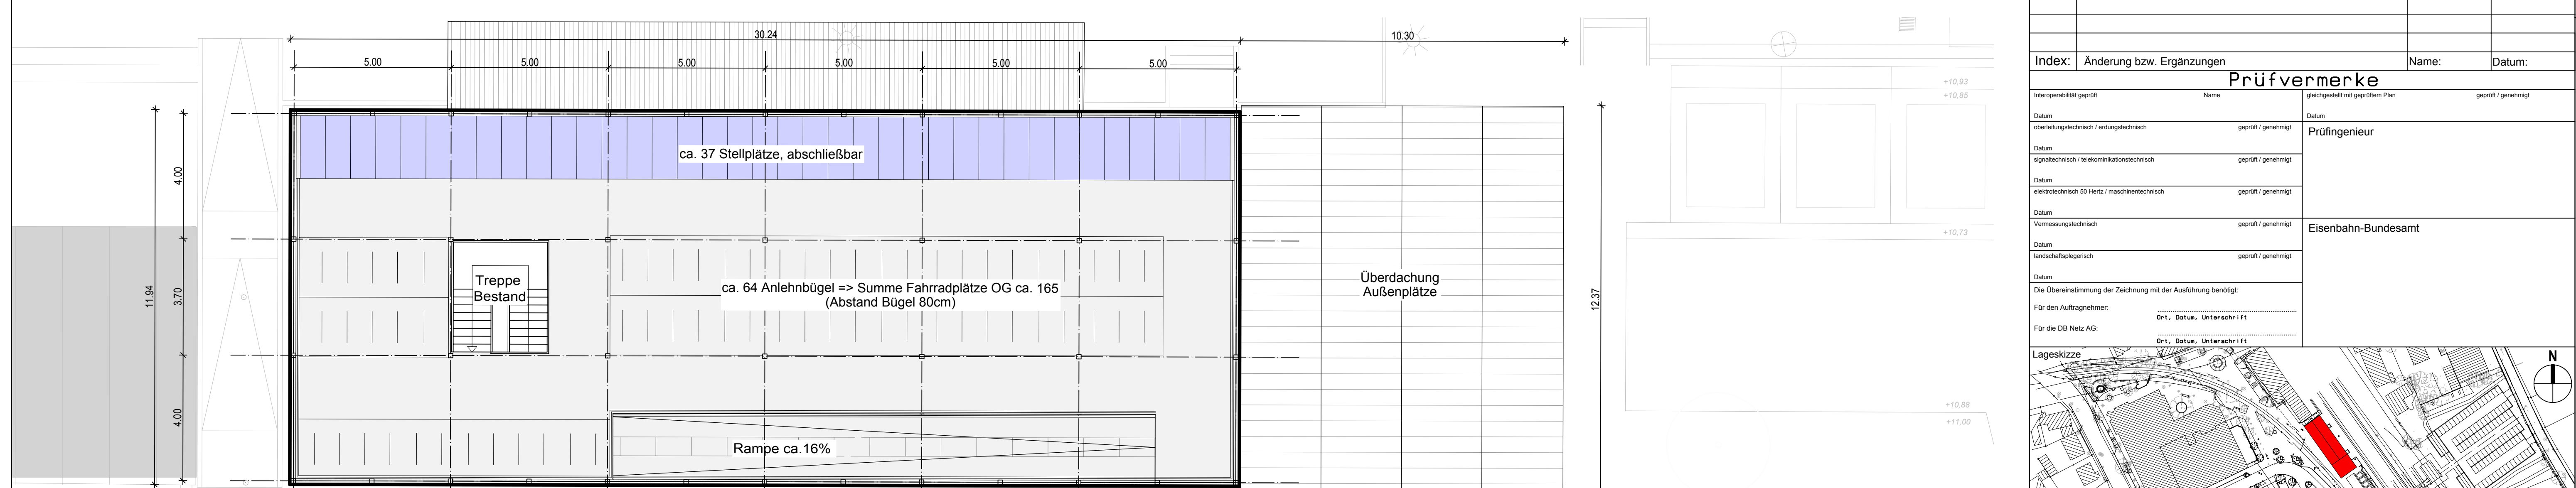 30.24
10.30
5.00
5.00
5.00
5.00
5.00
5.00
4.00
3.70
4.00
11.94
12.37
ca. 37 Stellplätze, abschließbar
Treppe
Bestand
ca. 64 Anlehnbügel => Summe Fahrradplätze OG ca. 165
(Abstand Bügel 80cm)
Rampe ca.16%
Überdachung
Außenplätze
+10,93
+10,85
+10,73
+10,88
+11,00
Index: Änderung bzw. Ergänzungen Name: Datum:
Prüfvermerke
Interoperabilität geprüft Name
Datum
gleichgestellt mit geprüftem Plan geprüft / genehmigt
Datum
oberleitungstechnisch / erdungstechnisch geprüft / genehmigt
Datum
Prüfingenieur
signaltechnisch / telekominikationstechnisch geprüft / genehmigt
Datum
elektrotechnisch 50 Hertz / maschinentechnisch geprüft / genehmigt
Datum
Vermessungstechnisch geprüft / genehmigt
Datum
Eisenbahn-Bundesamt
landschaftsplegerisch geprüft / genehmigt
Datum
Die Übereinstimmung der Zeichnung mit der Ausführung benötigt:
Für den Auftragnehmer:
Ort, Datum, Unterschrift
Für die DB Netz AG:
Ort, Datum, Unterschrift
Lageskizze
N